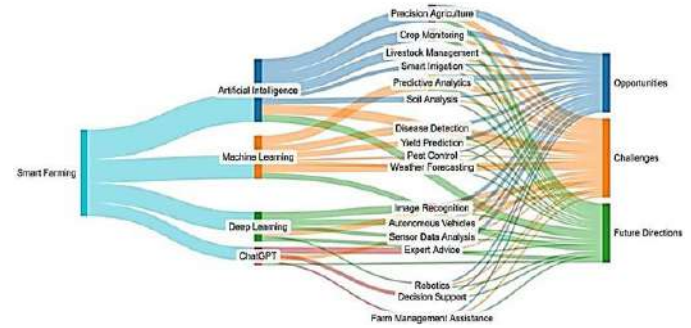 Smart Farming
Artificial Intelligence
Machine Learning
Deep Learning
ChatGPT
Precision Agriculture
Crop Monitoring
Livestock Management
Smart Irrigation
Predictive Analytics
Soil Analysis
Disease Detection
Yield Prediction
Pest Control
Weather Forecasting
Image Recognition
Autonomous Vehicles
Sensor Data Analysis
Expert Advice
Robotics
Decision Support
Farm Management Assistance
Opportunities
Challenges
Future Directions